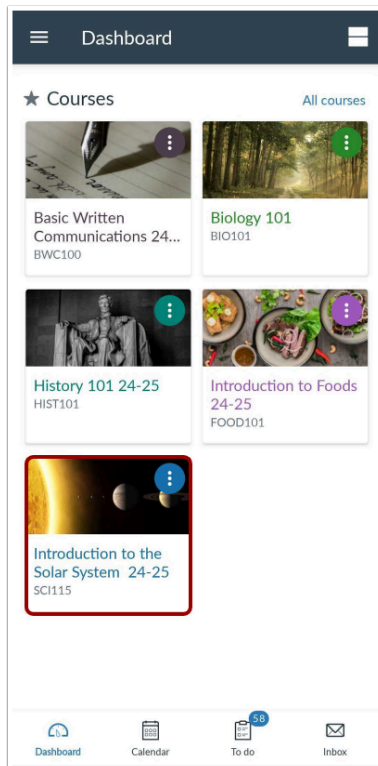 Dashboard
Courses
All courses
Basic Written
Communications 24...
BWC100
Biology 101
BIO101
History 101 24-25
HIST101
Introduction to Foods
24-25
FOOD101
Introduction to the
Solar System 24-25
SCI115
58
Dashboard
Calendar
To do
Inbox